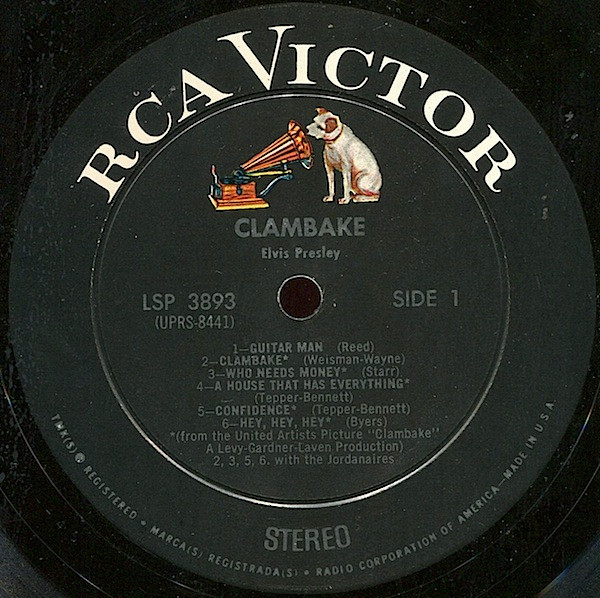 RCA VICTOR
CLAMBAKE
Elvis Presley
LSP 3893
(UPRS-8441)
SIDE 1
1—GUITAR MAN (Reed)
2—CLAMBAKE* (Weisman-Wayne)
3—WHO NEEDS MONEY* (Starr)
4—A HOUSE THAT HAS EVERYTHING*
(Tepper-Bennett)
5—CONFIDENCE* (Tepper-Bennett)
6—HEY, HEY, HEY* (Byers)
*(from the United Artists Picture "Clambake"
A Levy-Gardner-Laven Production)
2, 3, 5, 6. with the Jordanaires
STEREO
TMK(S) ® REGISTERED • MARCA(S) REGISTRADA(S) • RADIO CORPORATION OF AMERICA—MADE IN U.S.A.